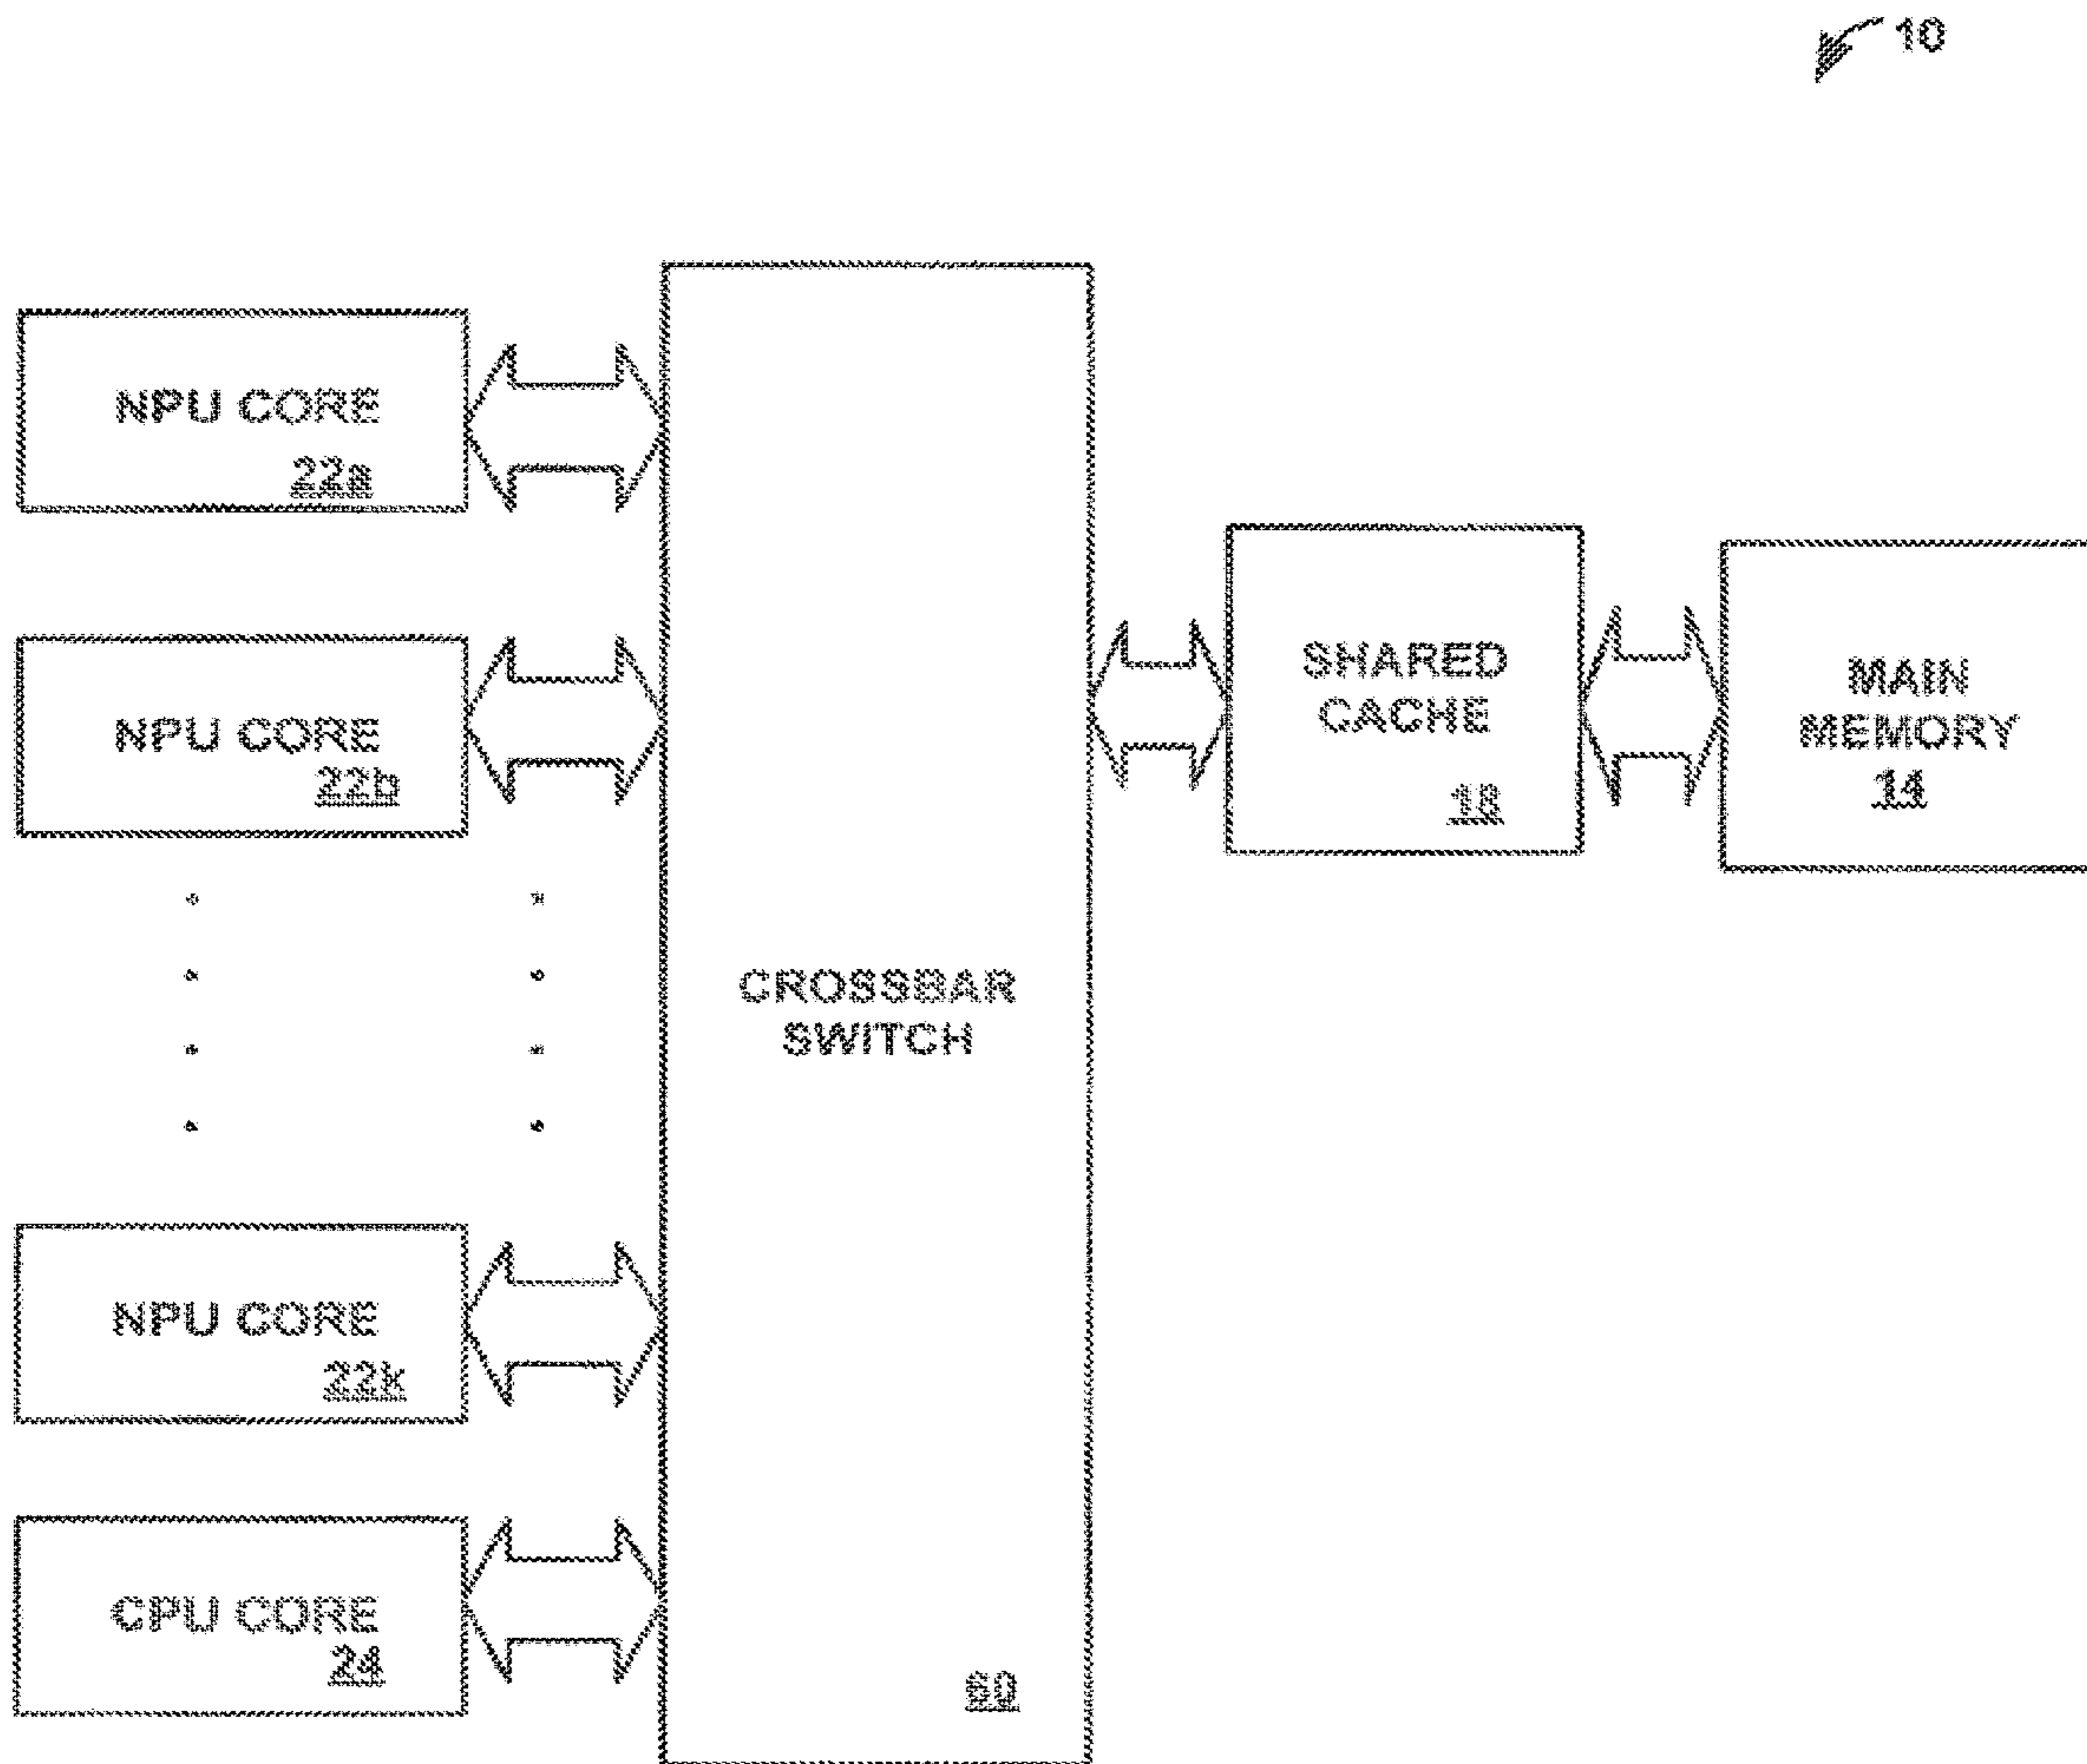 10
NPU CORE
22a
NPU CORE
22b
SHARED
CACHE
18
MAIN
MEMORY
14
CROSSBAR
SWITCH
NPU CORE
22k
CPU CORE
24
60